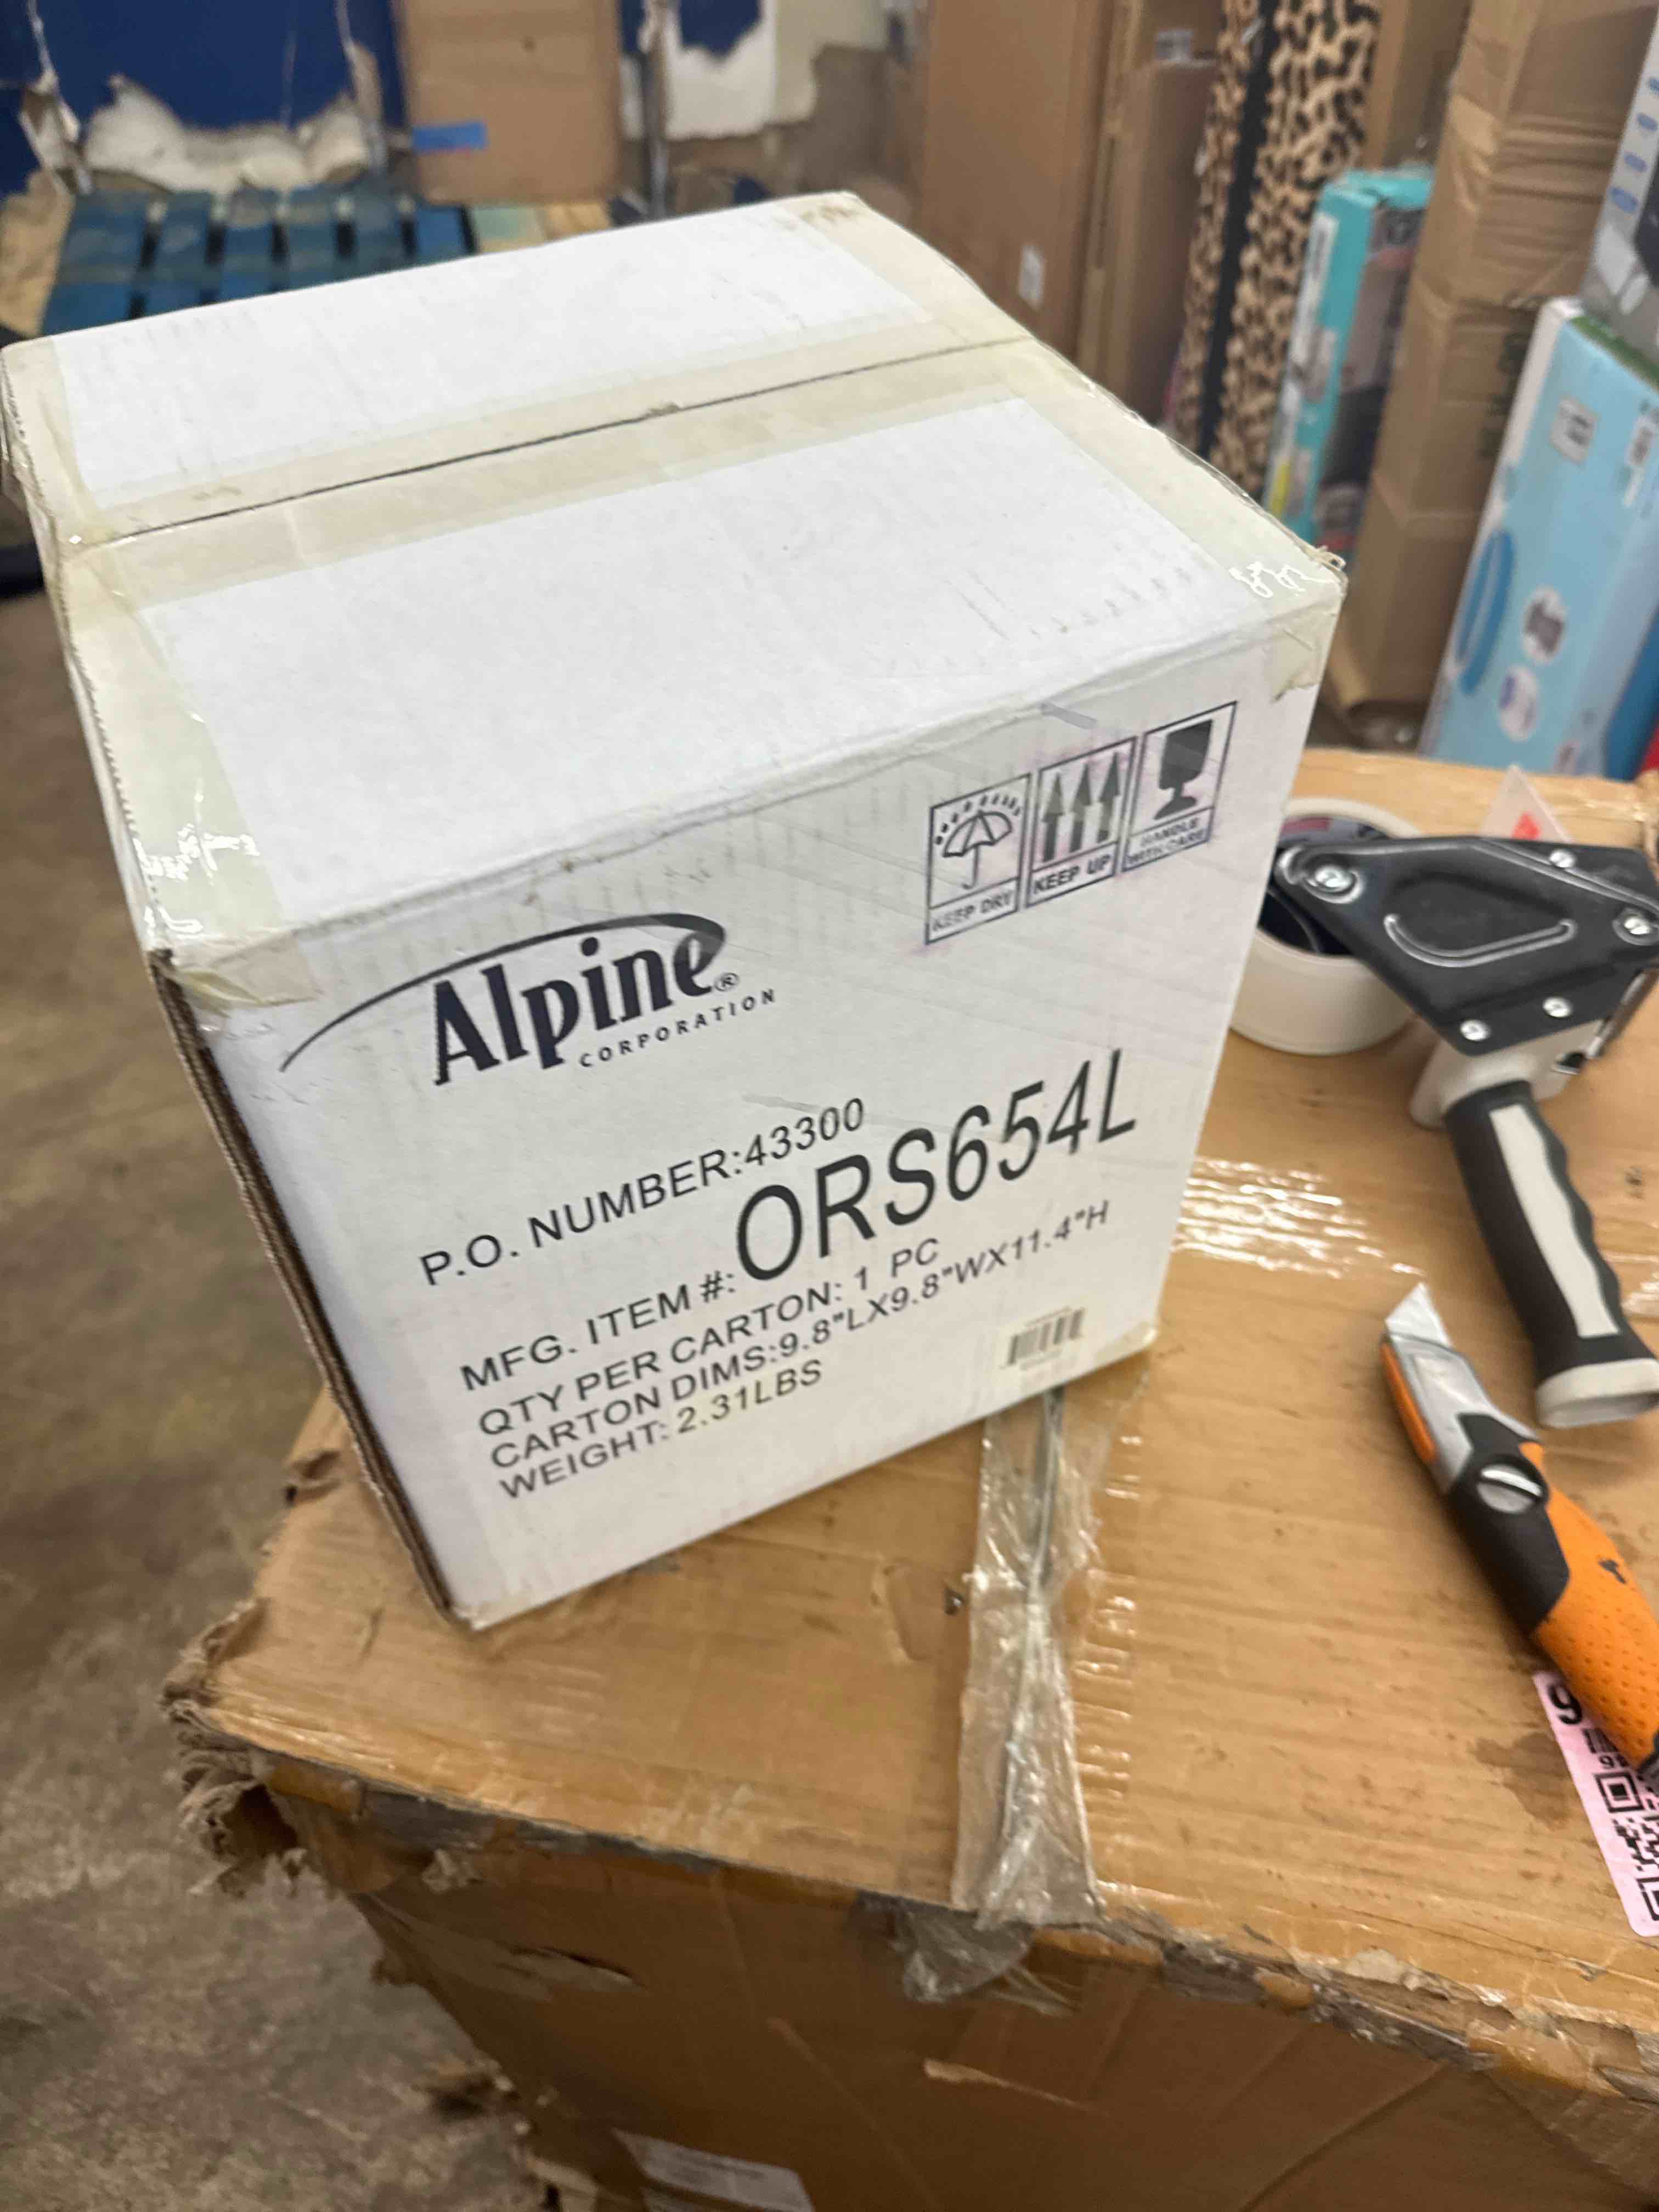 KEEP DRY
KEEP UP
HANDLE
WITH CARE
Alpine®
CORPORATION
P.O. NUMBER:43300
MFG. ITEM #: ORS654L
QTY PER CARTON: 1 PC
CARTON DIMS:9.8"LX9.8"WX11.4"H
WEIGHT: 2.31LBS
9